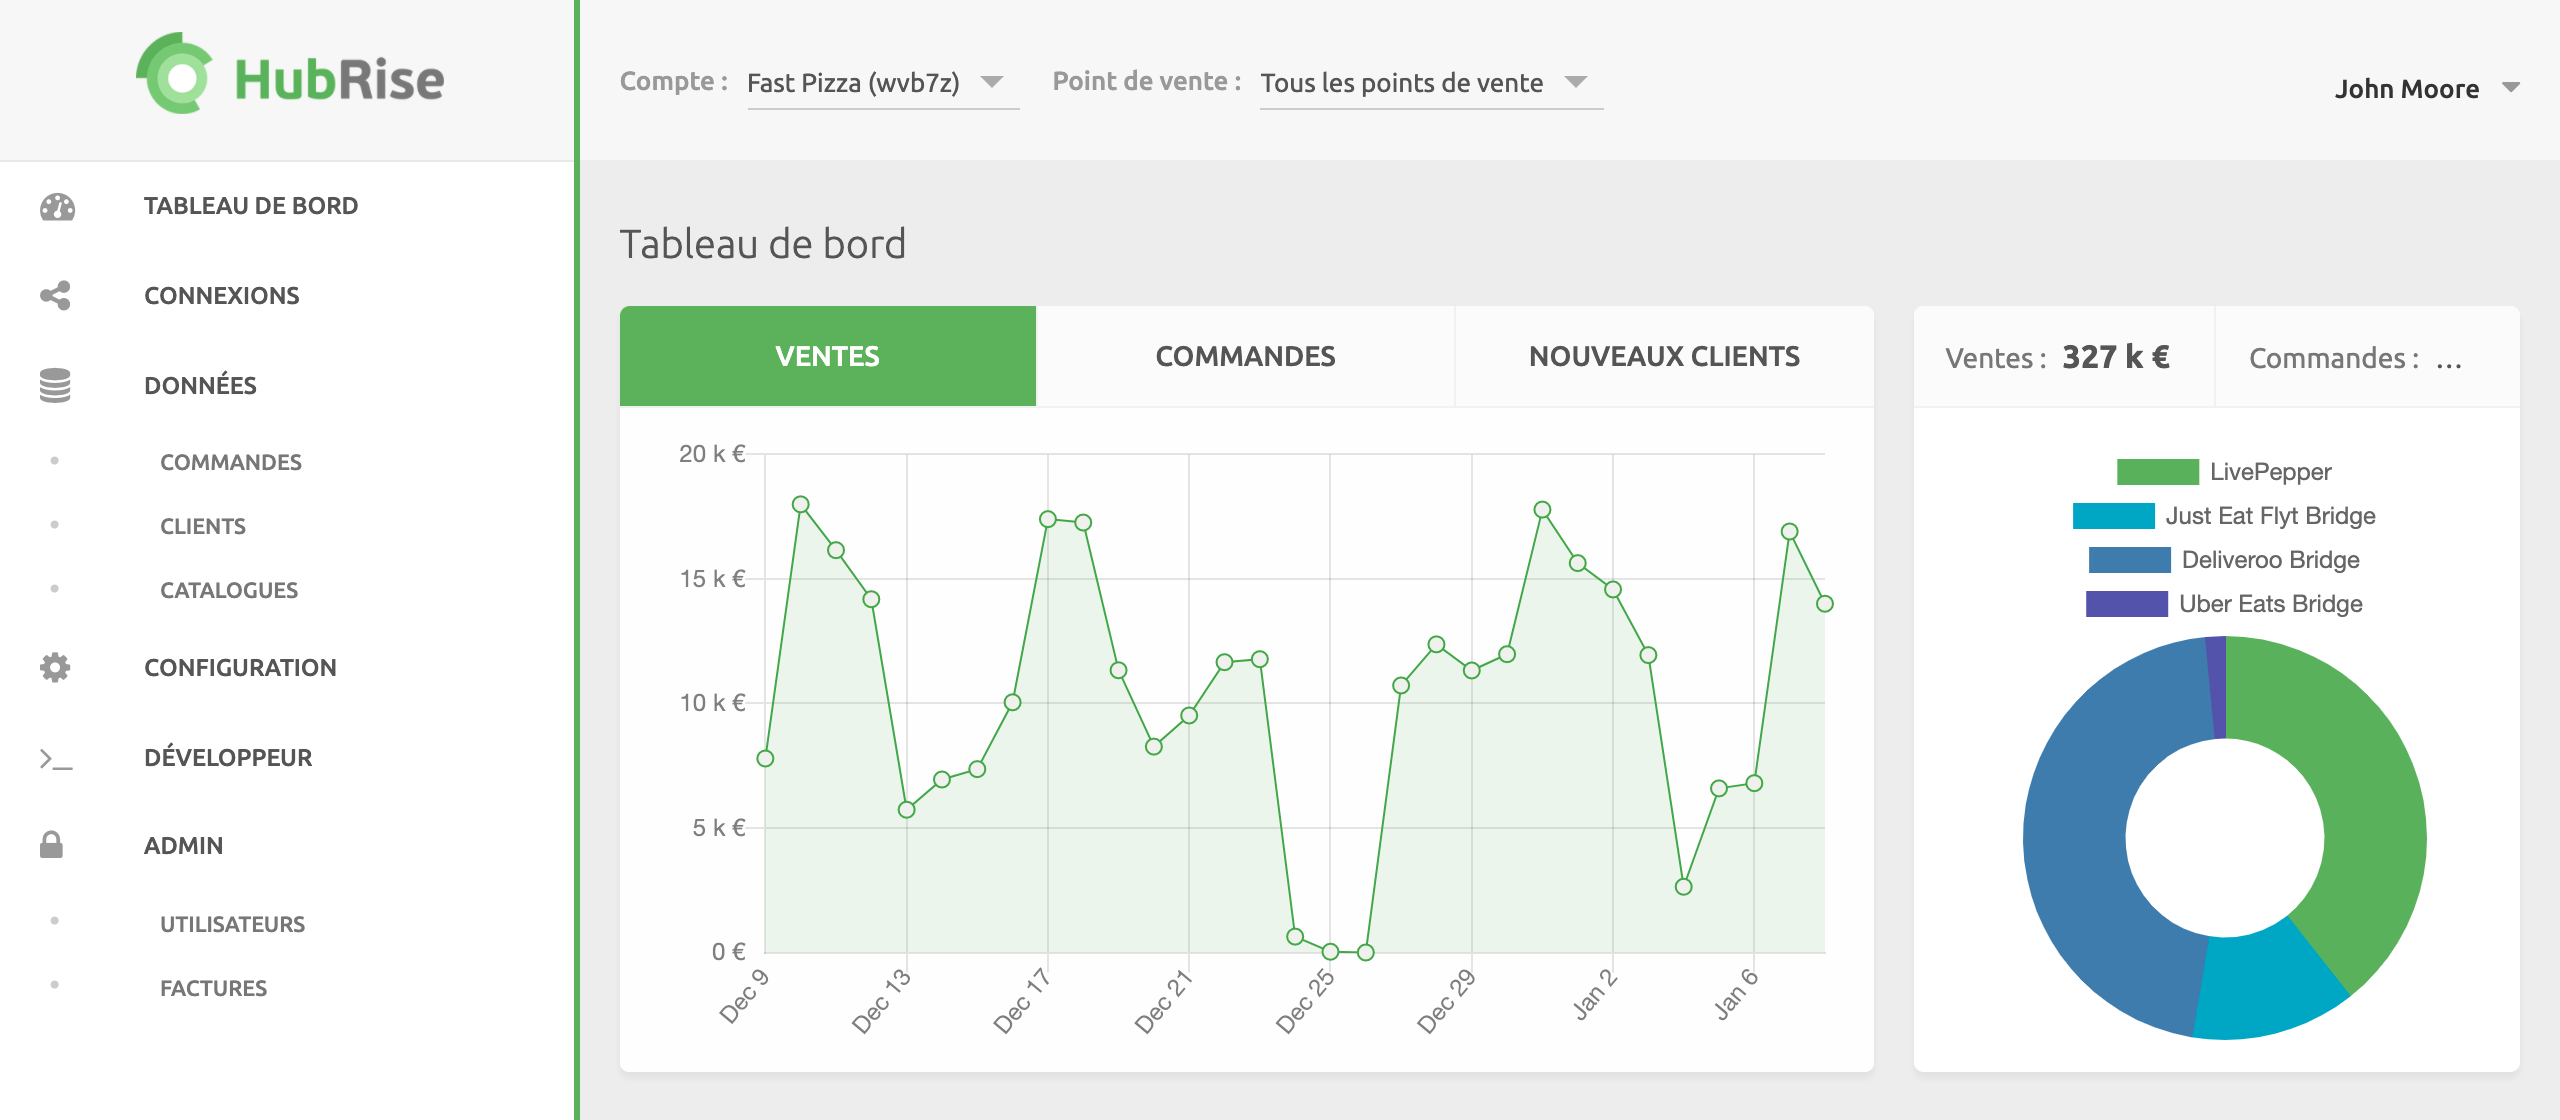 HubRise
Compte : Fast Pizza (wvb7z) Point de vente : Tous les points de vente
John Moore
TABLEAU DE BORD
CONNEXIONS
DONNÉES
COMMANDES
CLIENTS
CATALOGUES
CONFIGURATION
DÉVELOPPEUR
ADMIN
UTILISATEURS
FACTURES
Tableau de bord
VENTES COMMANDES NOUVEAUX CLIENTS
20 k €
15 k €
10 k €
5 k €
0 €
Dec 9 Dec 13 Dec 17 Dec 21 Dec 25 Dec 29 Jan 2 Jan 6
Ventes : 327 k € Commandes : ...
LivePepper
Just Eat Flyt Bridge
Deliveroo Bridge
Uber Eats Bridge